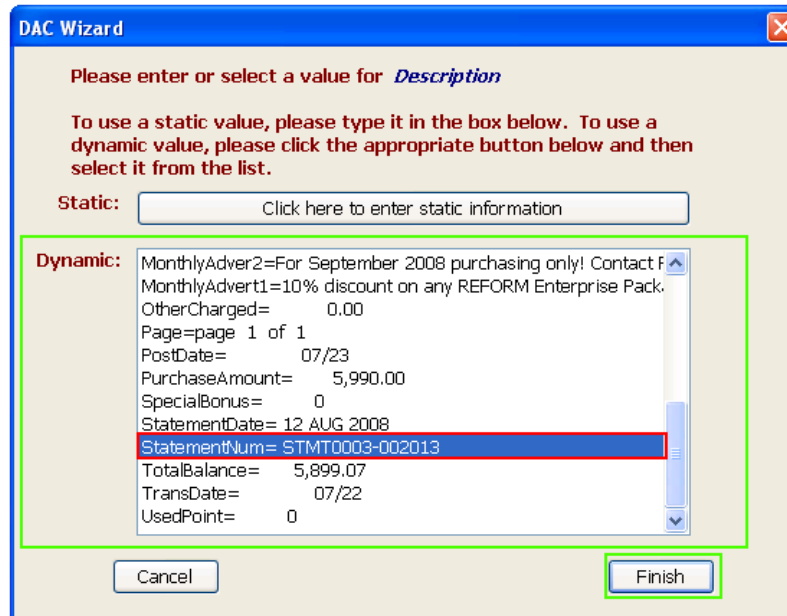 DAC Wizard
Please enter or select a value for Description
To use a static value, please type it in the box below. To use a
dynamic value, please click the appropriate button below and then
select it from the list.
Static: Click here to enter static information
Dynamic: MonthlyAdver2=For September 2008 purchasing only! Contact
MonthlyAdvert1=10% discount on any REFORM Enterprise Pack
OtherCharged= 0.00
Page=page 1 of 1
PostDate= 07/23
PurchaseAmount= 5,990.00
SpecialBonus= 0
StatementDate= 12 AUG 2008
StatementNum= STMT0003-002013
TotalBalance= 5,899.07
TransDate= 07/22
UsedPoint= 0
Cancel Finish